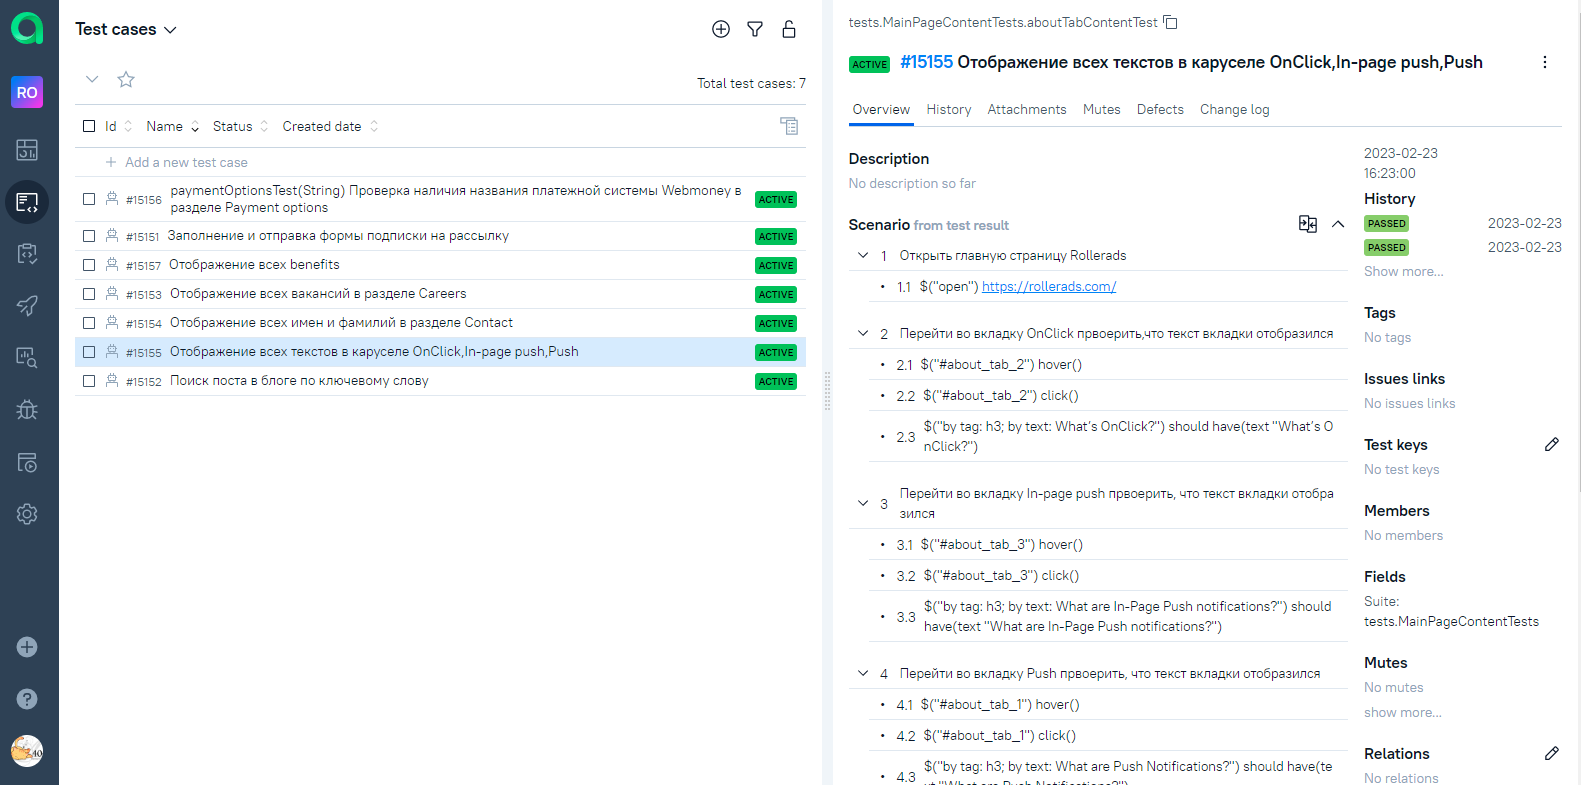 Test cases
RO
Total test cases: 7
Id Name Status Created date
Add a new test case
#15156 paymentOptionsTest(String) Проверка наличия названия платежной системы Webmoney в
разделе Payment options ACTIVE
#15151 Заполнение и отправка формы подписки на рассылку ACTIVE
#15157 Отображение всех benefits ACTIVE
#15153 Отображение всех вакансий в разделе Careers ACTIVE
#15154 Отображение всех имен и фамилий в разделе Contact ACTIVE
#15155 Отображение всех текстов в каруселе OnClick,In-page push,Push ACTIVE
#15152 Поиск поста в блоге по ключевому слову ACTIVE
tests.MainPageContentTests.aboutTabContentTest
ACTIVE #15155 Отображение всех текстов в каруселе OnClick,In-page push,Push
Overview History Attachments Mutes Defects Change log
Description
No description so far
Scenario from test result
1 Открыть главную страницу Rollerads
1.1 $("open") https://rollerads.com/
2 Перейти во вкладку OnClick првоерить,что текст вкладки отобразился
2.1 $("#about_tab_2") hover()
2.2 $("#about_tab_2") click()
2.3 $("by tag: h3; by text: What’s OnClick?") should have(text "What’s O
nClick?")
3 Перейти во вкладку In-page push првоерить, что текст вкладки отобра
зился
3.1 $("#about_tab_3") hover()
3.2 $("#about_tab_3") click()
3.3 $("by tag: h3; by text: What are In-Page Push notifications?") should
have(text "What are In-Page Push notifications?")
4 Перейти во вкладку Push првоерить, что текст вкладки отобразился
4.1 $("#about_tab_1") hover()
4.2 $("#about_tab_1") click()
4.3 $("by tag: h3; by text: What are Push Notifications?") should have(te
xt "What are Push Notifications?")
2023-02-23
16:23:00
History
PASSED 2023-02-23
PASSED 2023-02-23
Show more...
Tags
No tags
Issues links
No issues links
Test keys
No test keys
Members
No members
Fields
Suite:
tests.MainPageContentTests
Mutes
No mutes
show more...
Relations
No relations